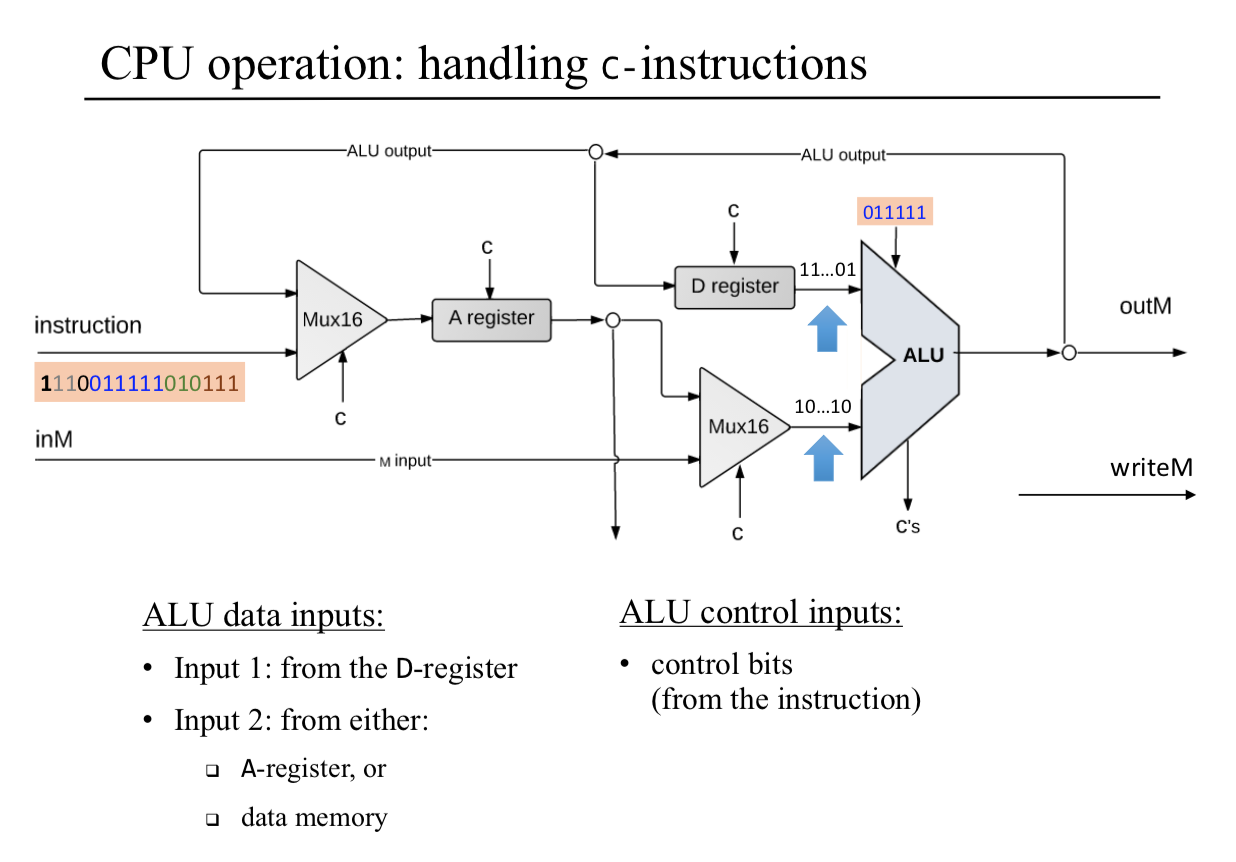 CPU operation: handling C-instructions
ALU output
ALU output
C
011111
C
11...01
D register
outM
instruction
Mux16
A register
ALU
1110011111010111
10...10
C
Mux16
inM
M input
writeM
C
C's
ALU data inputs:
• Input 1: from the D-register
• Input 2: from either:
❑ A-register, or
❑ data memory
ALU control inputs:
• control bits
(from the instruction)